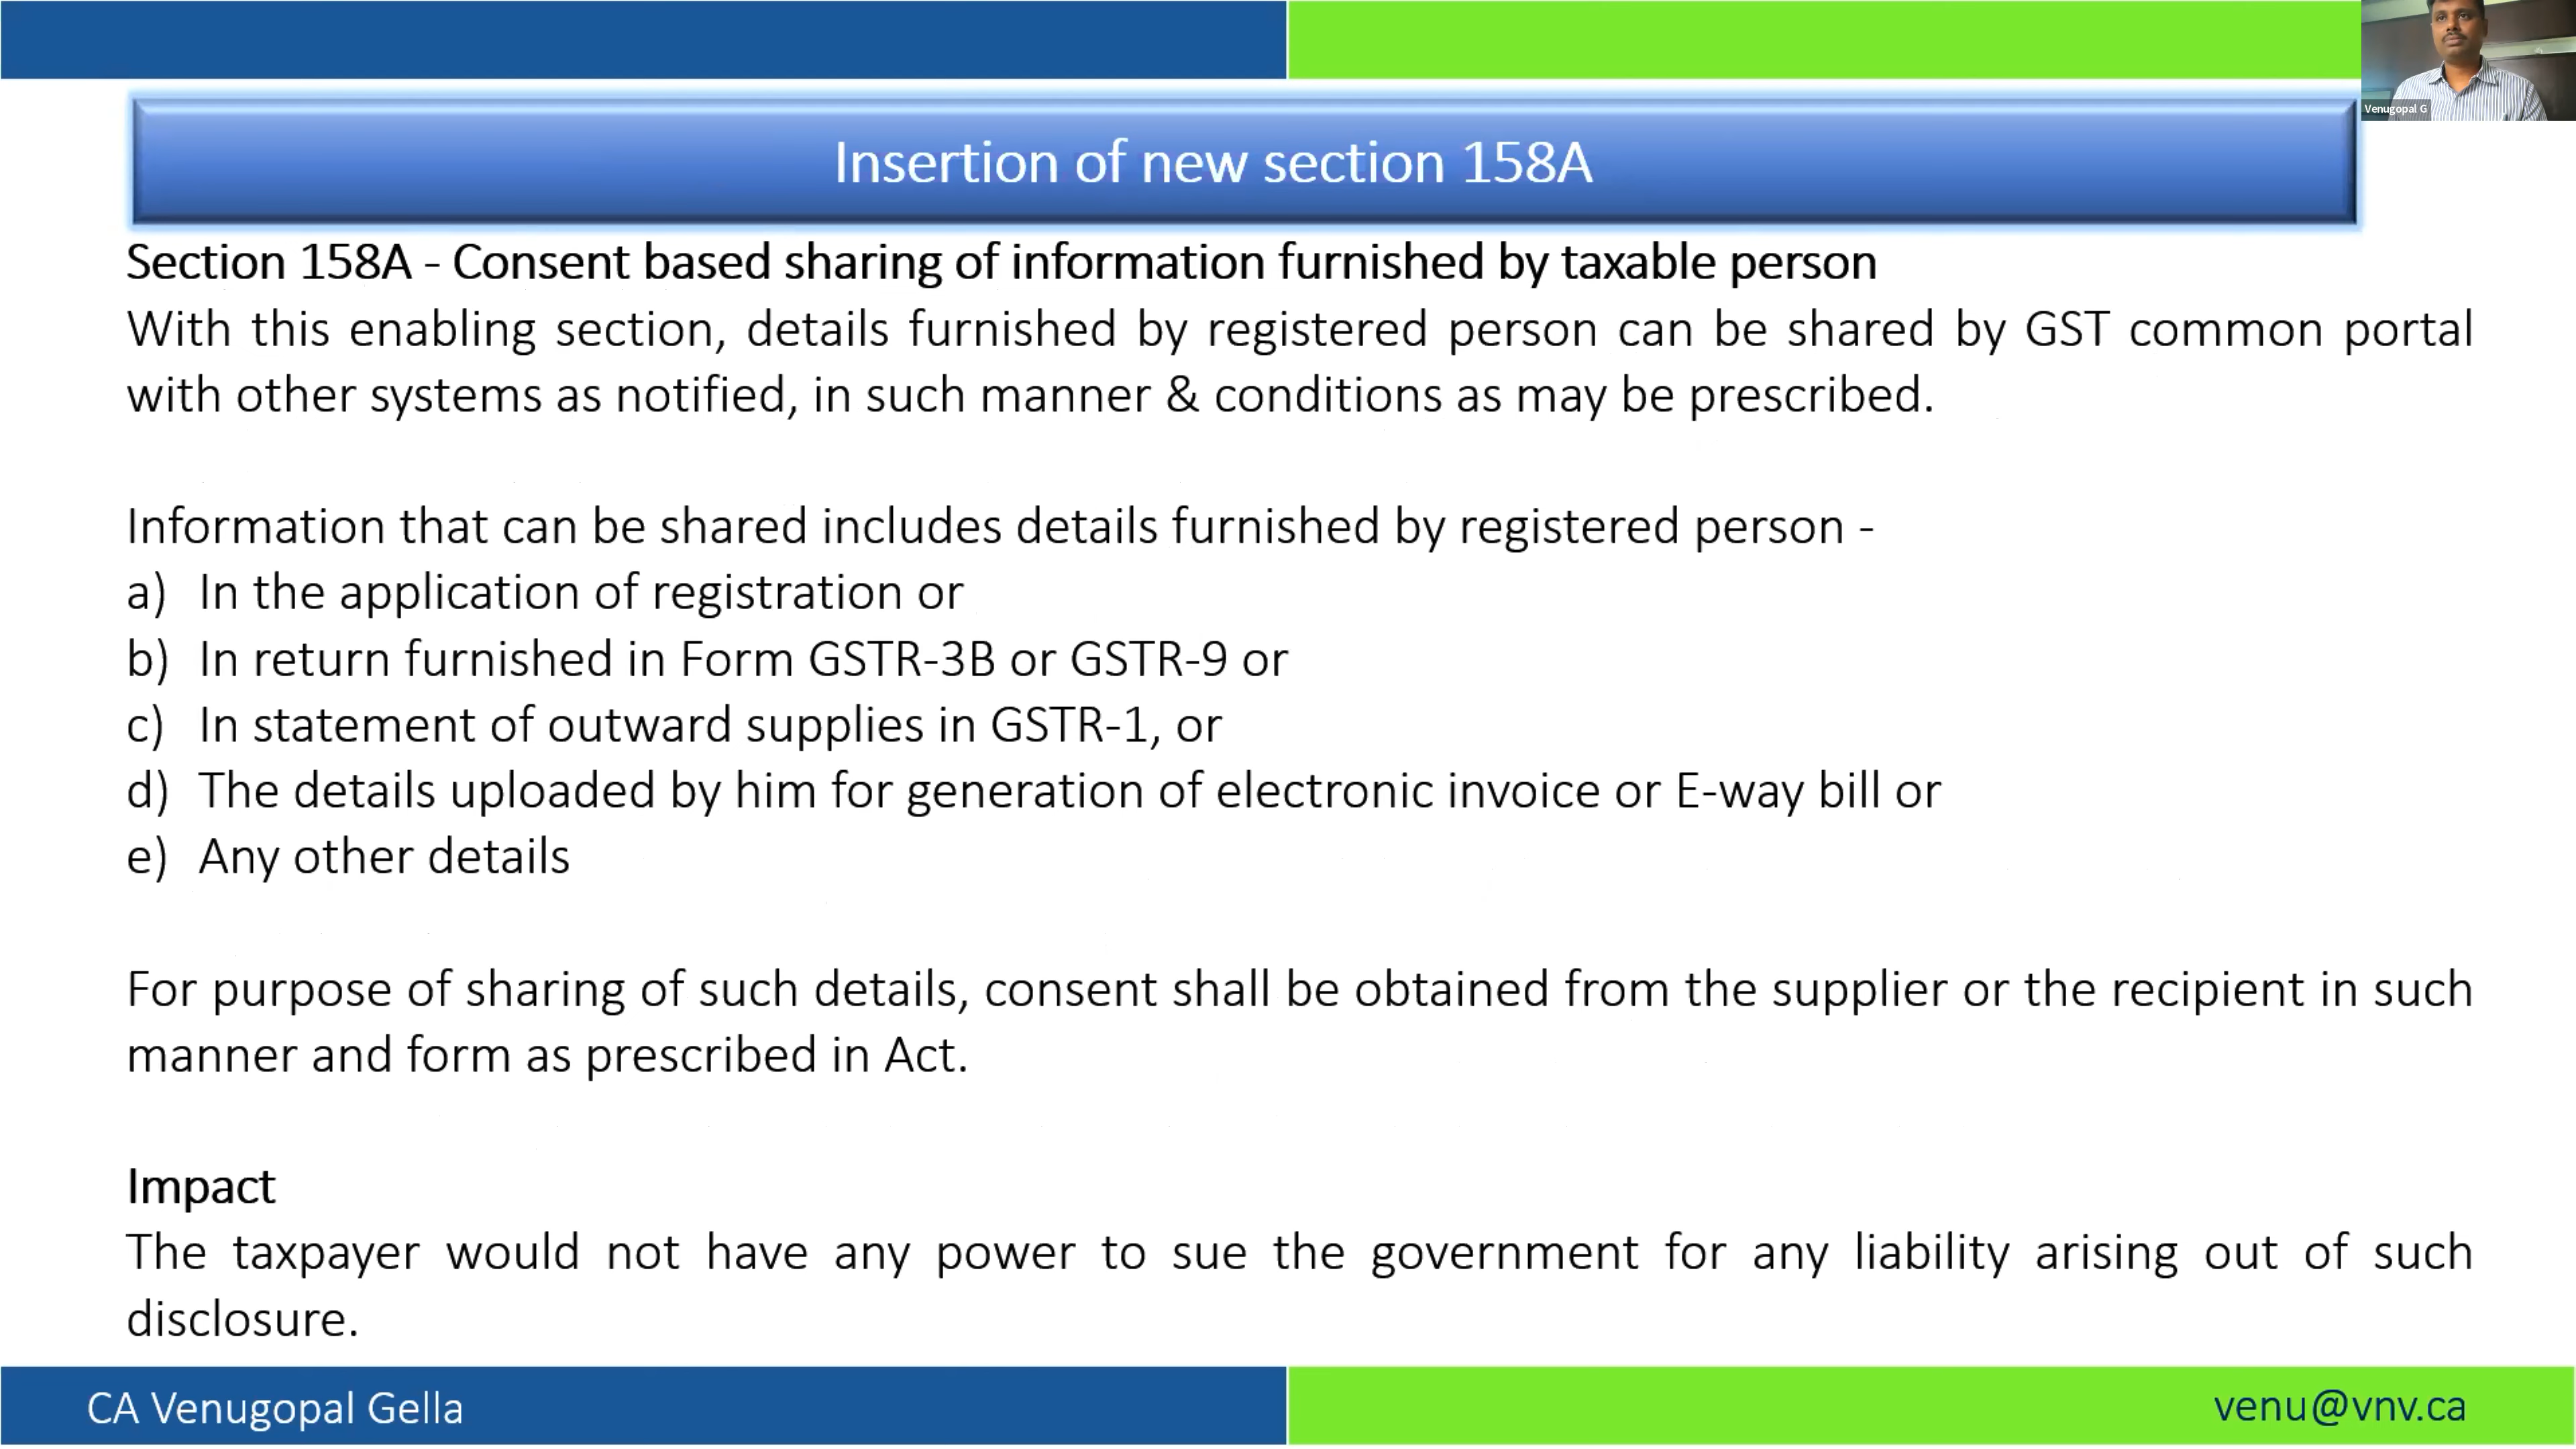 Venugopal G
Insertion of new section 158A
Section 158A - Consent based sharing of information furnished by taxable person
With this enabling section, details furnished by registered person can be shared by GST common portal
with other systems as notified, in such manner & conditions as may be prescribed.
Information that can be shared includes details furnished by registered person -
a) In the application of registration or
b) In return furnished in Form GSTR-3B or GSTR-9 or
c) In statement of outward supplies in GSTR-1, or
d) The details uploaded by him for generation of electronic invoice or E-way bill or
e) Any other details
For purpose of sharing of such details, consent shall be obtained from the supplier or the recipient in such
manner and form as prescribed in Act.
Impact
The taxpayer would not have any power to sue the government for any liability arising out of such
disclosure.
CA Venugopal Gella
venu@vnv.ca